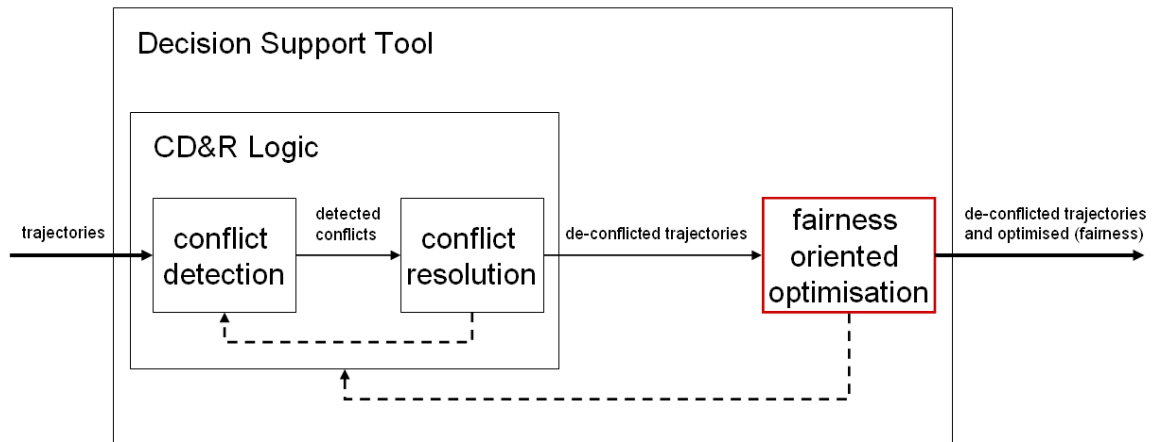 Decision Support Tool
CD&R Logic
trajectories
conflict
detection
detected
conflicts
conflict
resolution
de-conflicted trajectories
fairness
oriented
optimisation
de-conflicted trajectories
and optimised (fairness)